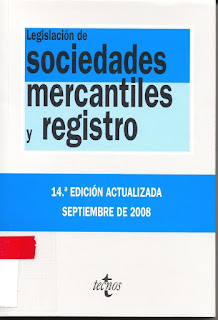 Legislación de
sociedades
mercantiles
y registro
14.ª EDICIÓN ACTUALIZADA
SEPTIEMBRE DE 2008
tecnos